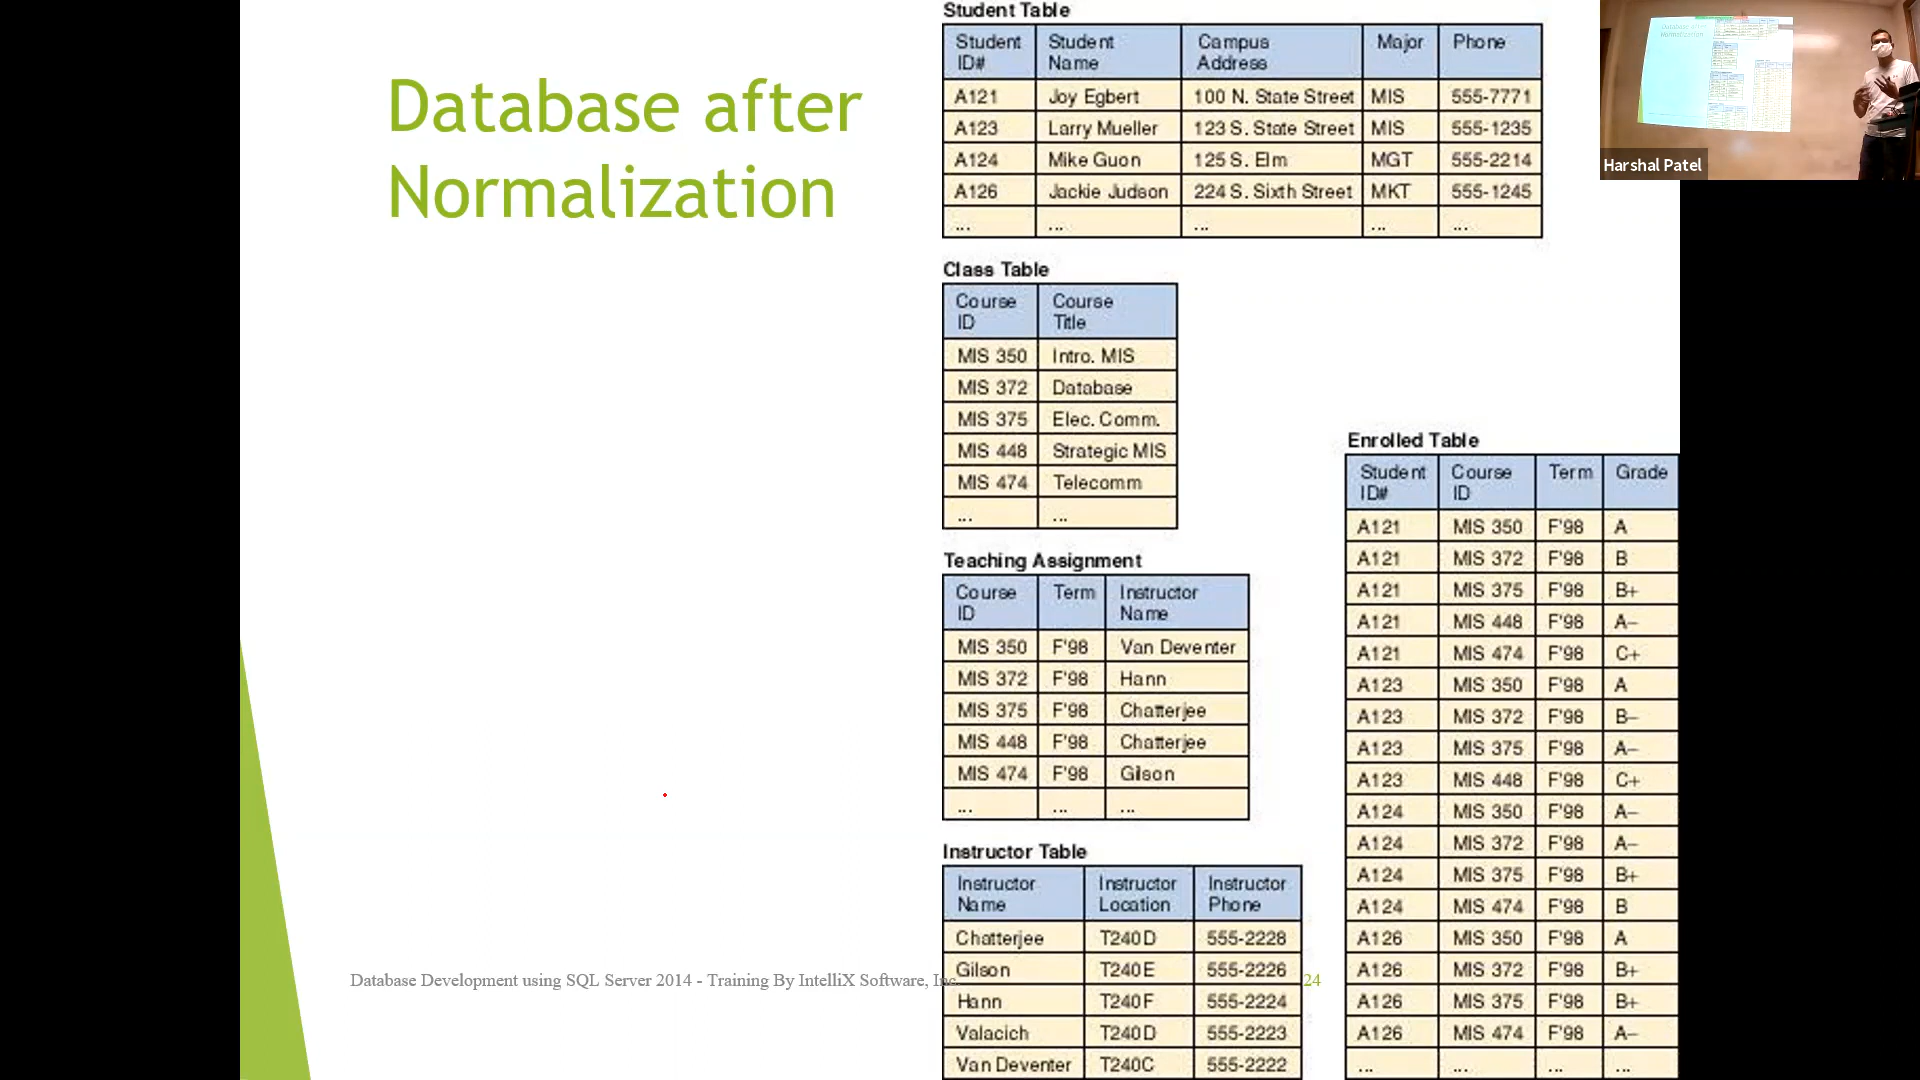 Database after
Normalization
Student Table
Student ID# Student Name Campus Address Major Phone
A121 Joy Egbert 100 N. State Street MIS 555-7771
A123 Larry Mueller 123 S. State Street MIS 555-1235
A124 Mike Guon 125 S. Elm MGT 555-2214
A126 Jackie Judson 224 S. Sixth Street MKT 555-1245
... ... ... ... ...
Class Table
Course ID Course Title
MIS 350 Intro. MIS
MIS 372 Database
MIS 375 Elec. Comm.
MIS 448 Strategic MIS
MIS 474 Telecomm
... ...
Teaching Assignment
Course ID Term Instructor Name
MIS 350 F'98 Van Deventer
MIS 372 F'98 Hann
MIS 375 F'98 Chatterjee
MIS 448 F'98 Chatterjee
MIS 474 F'98 Gilson
... ... ...
Instructor Table
Instructor Name Instructor Location Instructor Phone
Chatterjee T240D 555-2228
Gilson T240E 555-2226
Hann T240F 555-2224
Valacich T240D 555-2223
Van Deventer T240C 555-2222
Enrolled Table
Student ID# Course ID Term Grade
A121 MIS 350 F'98 A
A121 MIS 372 F'98 B
A121 MIS 375 F'98 B+
A121 MIS 448 F'98 A–
A121 MIS 474 F'98 C+
A123 MIS 350 F'98 A
A123 MIS 372 F'98 B–
A123 MIS 375 F'98 A–
A123 MIS 448 F'98 C+
A124 MIS 350 F'98 A–
A124 MIS 372 F'98 A–
A124 MIS 375 F'98 B+
A124 MIS 474 F'98 B
A126 MIS 350 F'98 A
A126 MIS 372 F'98 B+
A126 MIS 375 F'98 B+
A126 MIS 474 F'98 A–
... ... ... ...
Database Development using SQL Server 2014 - Training By IntelliX Software, Inc.
24
Harshal Patel
Database after
Normalization